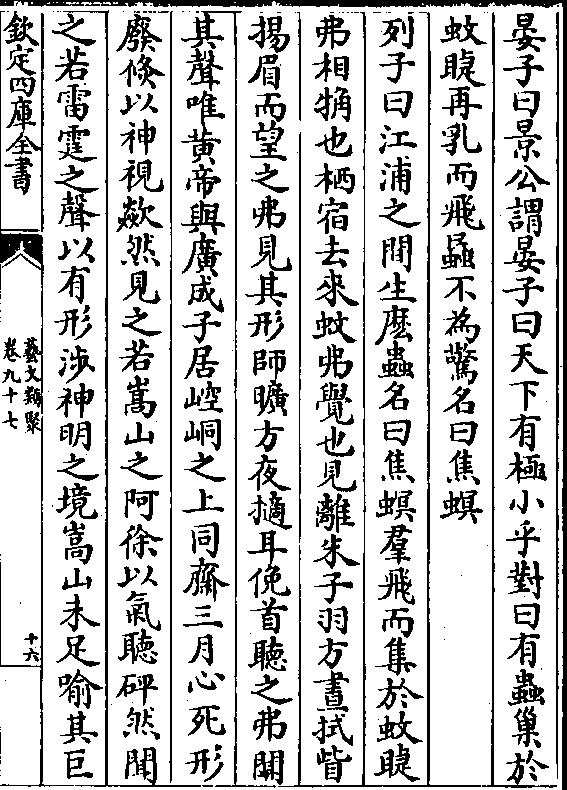 晏子曰景公謂晏子曰天下有極小乎對曰有蟲巢於
蚊睫再乳而飛蝱不為驚名曰焦螟
列子曰江浦之間生麽蟲名曰焦螟羣飛而集於蚊睫
弗相觕也栖宿去來蚊弗覺也見離朱子羽方晝拭眥
揚眉而望之弗見其形師曠方夜擿耳俛首聽之弗聞
其聲唯黃帝與廣成子居崆峒之上同齋三月心死形
廢倏以神視歘然見之若嵩山之阿徐以氣聽砰然聞
之若雷霆之聲以有形涉神明之境嵩山未足喻其巨
欽定四庫全書
藝文類聚
卷九十七
十六